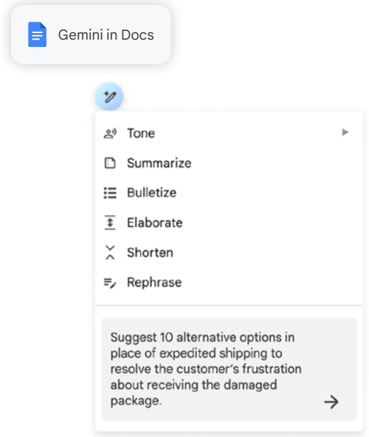 Gemini in Docs
Tone
Summarize
Bulletize
Elaborate
Shorten
Rephrase
Suggest 10 alternative options in
place of expedited shipping to
resolve the customer's frustration
about receiving the damaged
package.